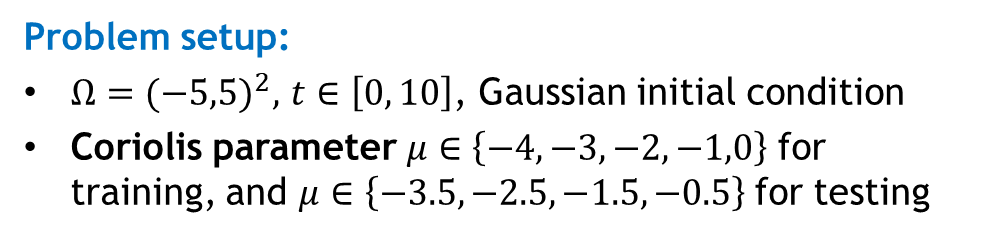 Problem setup:
• Ω = (−5,5)², 𝑡 ∈ [0, 10], Gaussian initial condition
• Coriolis parameter 𝜇 ∈ {−4, −3, −2, −1,0} for
training, and 𝜇 ∈ {−3.5, −2.5, −1.5, −0.5} for testing